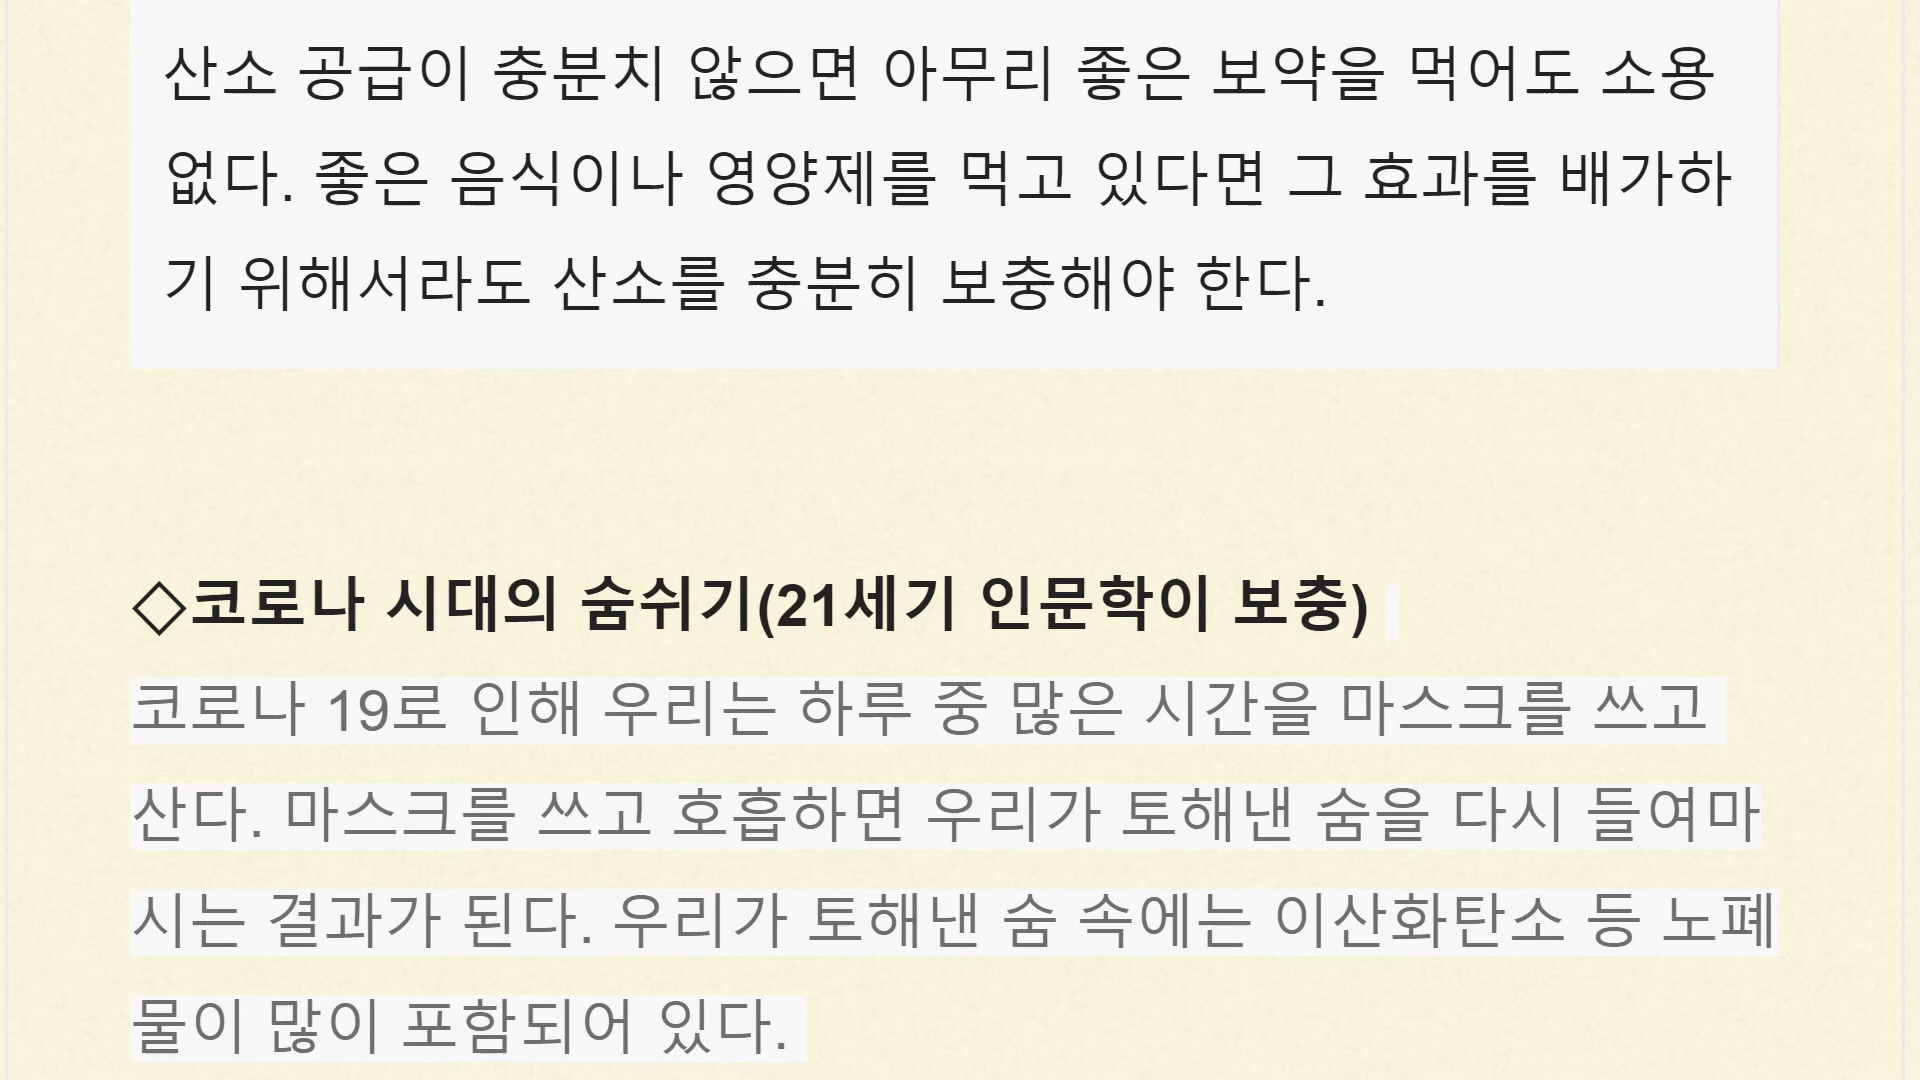 산소 공급이 충분치 않으면 아무리 좋은 보약을 먹어도 소용
없다. 좋은 음식이나 영양제를 먹고 있다면 그 효과를 배가하
기 위해서라도 산소를 충분히 보충해야 한다.
◇코로나 시대의 숨쉬기(21세기 인문학이 보충)
코로나 19로 인해 우리는 하루 중 많은 시간을 마스크를 쓰고
산다. 마스크를 쓰고 호흡하면 우리가 토해낸 숨을 다시 들여마
시는 결과가 된다. 우리가 토해낸 숨 속에는 이산화탄소 등 노폐
물이 많이 포함되어 있다.